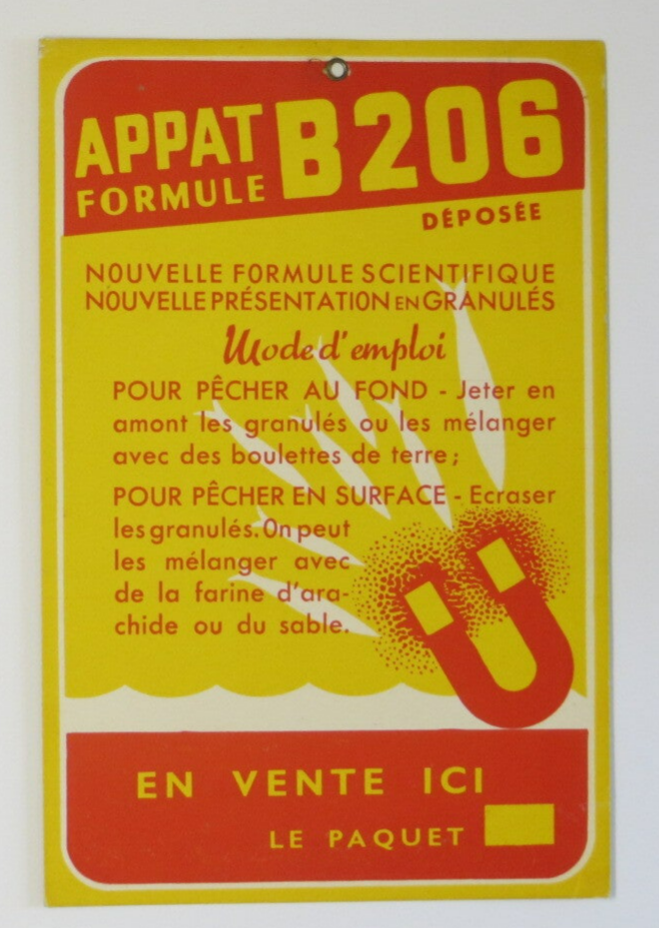 APPAT B206
FORMULE
DÉPOSÉE
NOUVELLE FORMULE SCIENTIFIQUE
NOUVELLE PRÉSENTATION EN GRANULÉS
Mode d'emploi
POUR PÊCHER AU FOND - Jeter en
amont les granulés ou les mélanger
avec des boulettes de terre;
POUR PÊCHER EN SURFACE - Ecraser
les granulés. On peut
les mélanger avec
de la farine d'ara-
chide ou du sable.
EN VENTE ICI
LE PAQUET